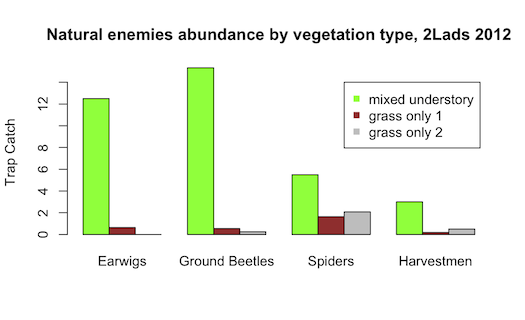 Natural enemies abundance by vegetation type, 2Lads 2012
Trap Catch
12
8
6
4
2
0
mixed understory
grass only 1
grass only 2
Earwigs Ground Beetles Spiders Harvestmen